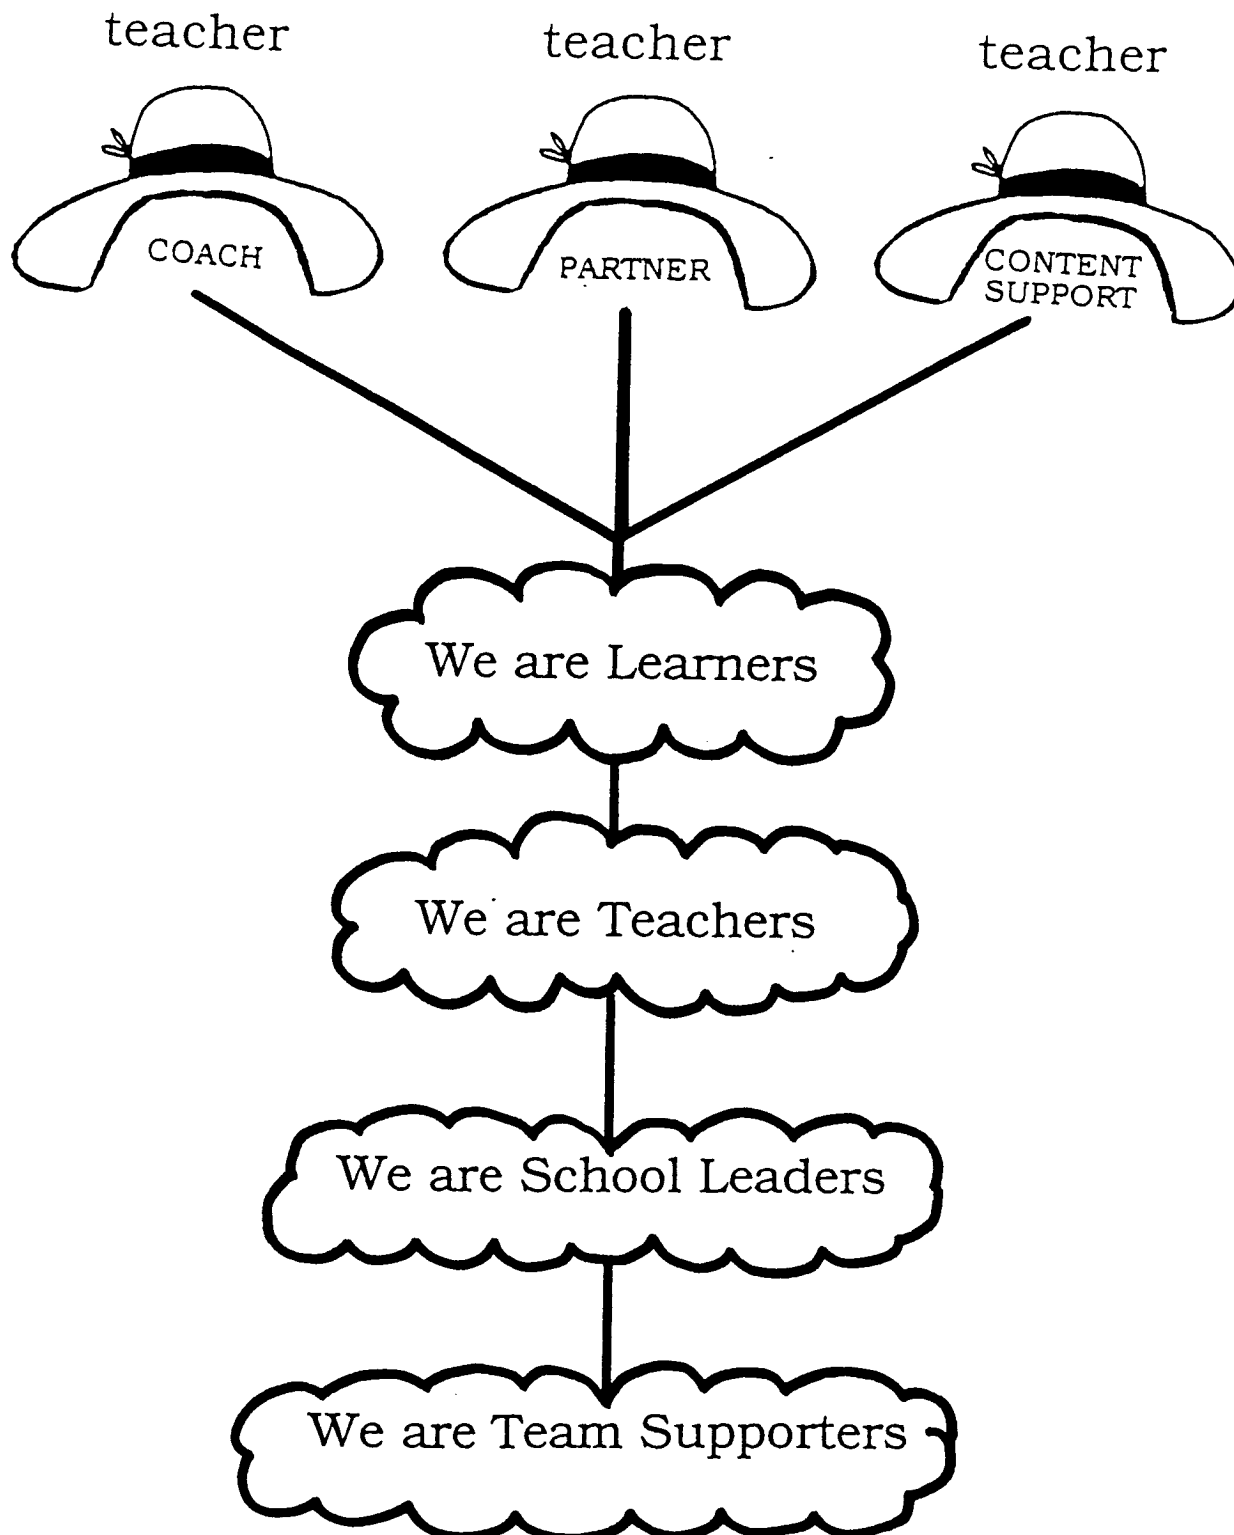 teacher
teacher
teacher
COACH
PARTNER
CONTENT
SUPPORT
We are Learners
We are Teachers
We are School Leaders
We are Team Supporters